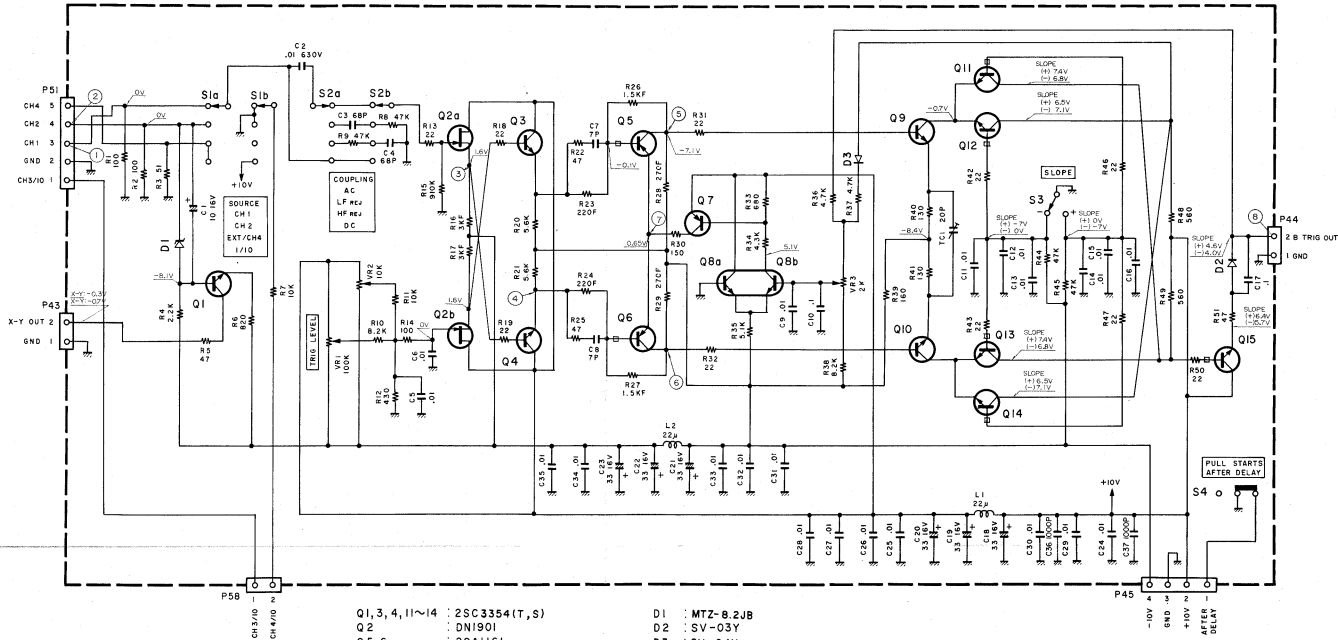 P51
CH4 5
CH2 4
CH1 3
GND 2
CH3/10 1
②
①
P43
X-Y OUT 2
GND 1
X-Y:-0.3V
X-Y:-0.7V
0V
0V
S1a
S1b
C2
.01 630V
S2a
S2b
C3 68P
R8 47K
R9 47K
C4
68P
+10V
R1
100
R2 100
R3 51
C1
10 16V
D1
-8.1V
Q1
R4
2.2K
R5
47
R6
820
R7
10K
SOURCE
CH 1
CH 2
EXT/CH4
1/10
COUPLING
AC
LF REJ
HF REJ
DC
R13
22
R15
910K
Q2a
1.6V
③
R16
3KF
R17
3KF
1.6V
Q2b
R18
22
Q3
R19
22
Q4
R20
5.6K
R21
5.6K
④
TRIG LEVEL
VR1
100K
VR2
10K
R11
10K
R10
8.2K
R14
100
0V
C6
.01
R12
430
C5
.01
R22
47
C7
7P
R23
220F
R24
220F
R25
47
C8
7P
R26
1.5KF
R27
1.5KF
Q5
-0.1V
Q6
⑤
-7.1V
R28 270F
⑦
0.65V
R29 270F
⑥
R30
150
R31
22
R32
22
Q7
R33
680
R34
4.3K
5.1V
Q8a
Q8b
R35
5.1K
C9 .01
C10 .1
VR3
2K
R36
4.7K
R37 4.7K
D3
R38
8.2K
R39
160
-8.4V
Q9
-0.7V
Q10
R40
130
R41
130
TC1 20P
Q11
Q12
Q13
Q14
SLOPE
(+) 7.4V
(-) 6.8V
SLOPE
(+) 6.5V
(-) 7.1V
R42
22
R43
22
SLOPE
(+) -7V
(-) 0V
C11 .01
C12
.01
C13
.01
R44
47K
R45
47K
SLOPE
S3
-
+
SLOPE
(+) 0V
(-) -7V
C14
.01
C15
.01
C16 .01
R46
22
R47
22
SLOPE
(+) 7.4V
(-) 6.8V
SLOPE
(+) 6.5V
(-) 7.1V
R48
560
R49
560
R50
22
Q15
R51
47
D2
C17
.1
SLOPE
(+) 4.6V
(-) 4.0V
⑧
P44
2 B TRIG OUT
1 GND
C35 .01
C34 .01
C23
33 16V
C22
33 16V
L2
22μ
C21
33 16V
C33 .01
C32 .01
C31 .01
C28 .01
C27 .01
C26 .01
C25 .01
C20
33 16V
C19
33 16V
L1
22μ
C18
33 16V
C30 .01
C36 1000P
C29 .01
C24 .01
C37 1000P
+10V
PULL STARTS
AFTER DELAY
S4
P58
1
2
CH 3/10
CH 4/10
P45
4
3
2
1
-10V
GND
+10V
AFTER
DELAY
Q1,3,4,11～14 : 2SC3354(T,S)
Q2 : DN1901
D1 : MTZ-8.2JB
D2 : SV-03Y